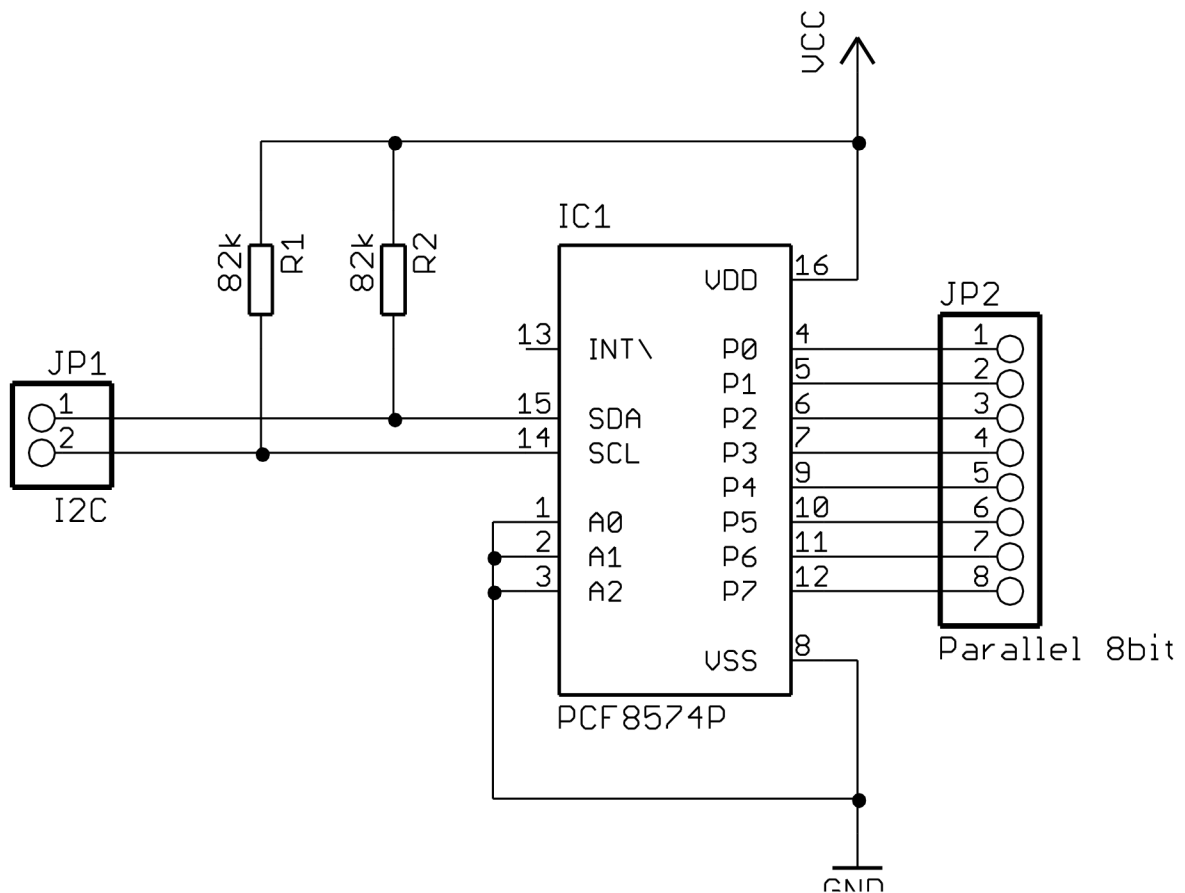 VCC
IC1
82k
R1
82k
R2
VDD
16
JP2
13
INT\
P0
4
1
P1
5
2
JP1
1
15
SDA
P2
6
3
2
14
SCL
P3
7
4
P4
9
5
I2C
1
A0
P5
10
6
2
A1
P6
11
7
3
A2
P7
12
8
VSS
8
Parallel 8bit
PCF8574P
GND